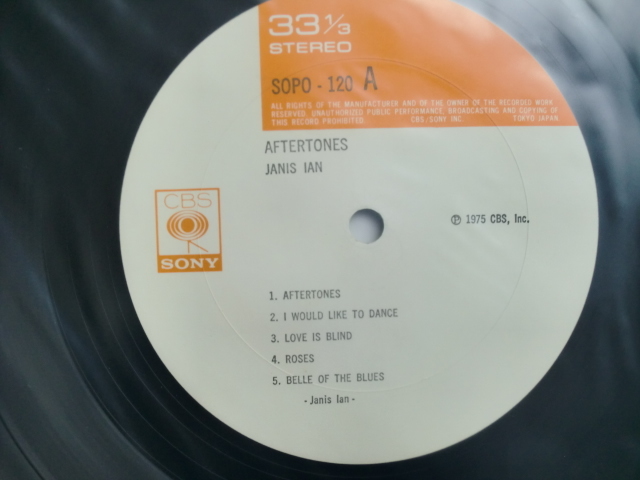 33 1/3
STEREO
SOPO - 120 A
ALL RIGHTS OF THE MANUFACTURER AND OF THE OWNER OF THE RECORDED WORK
RESERVED. UNAUTHORIZED PUBLIC PERFORMANCE, BROADCASTING AND COPYING OF
THIS RECORD PROHIBITED. CBS/SONY INC. TOKYO JAPAN
AFTERTONES
JANIS IAN
CBS
SONY
℗ 1975 CBS, Inc.
1. AFTERTONES
2. I WOULD LIKE TO DANCE
3. LOVE IS BLIND
4. ROSES
5. BELLE OF THE BLUES
- Janis Ian -